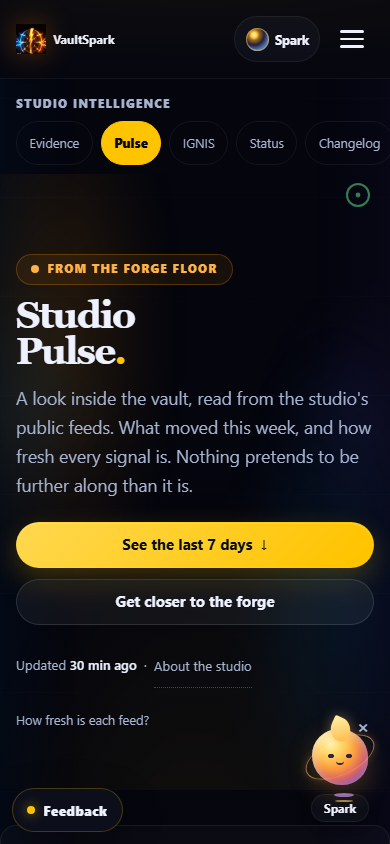 VaultSpark
Spark
STUDIO INTELLIGENCE
Evidence
Pulse
IGNIS
Status
Changelog
FROM THE FORGE FLOOR
Studio
Pulse.
A look inside the vault, read from the studio's
public feeds. What moved this week, and how
fresh every signal is. Nothing pretends to be
further along than it is.
See the last 7 days ↓
Get closer to the forge
Updated 30 min ago · About the studio
How fresh is each feed?
×
Feedback
Spark